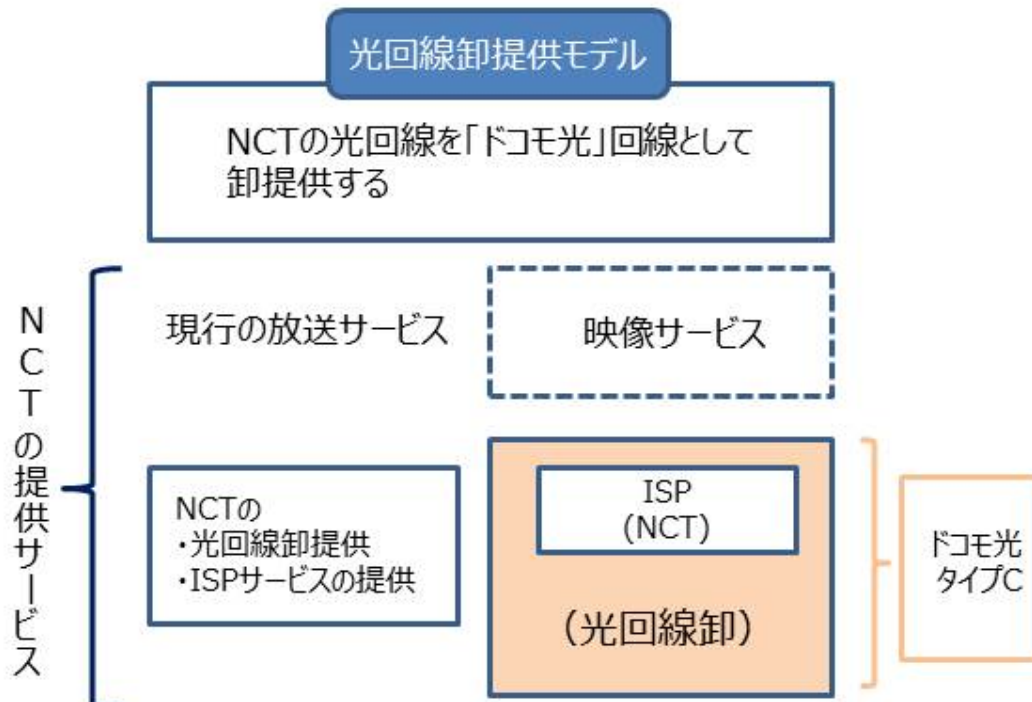 光回線卸提供モデル
NCTの光回線を「ドコモ光」回線として
卸提供する
NCTの提供サービス
現行の放送サービス
映像サービス
NCTの
・光回線卸提供
・ISPサービスの提供
ISP
(NCT)
（光回線卸）
ドコモ光
タイプC